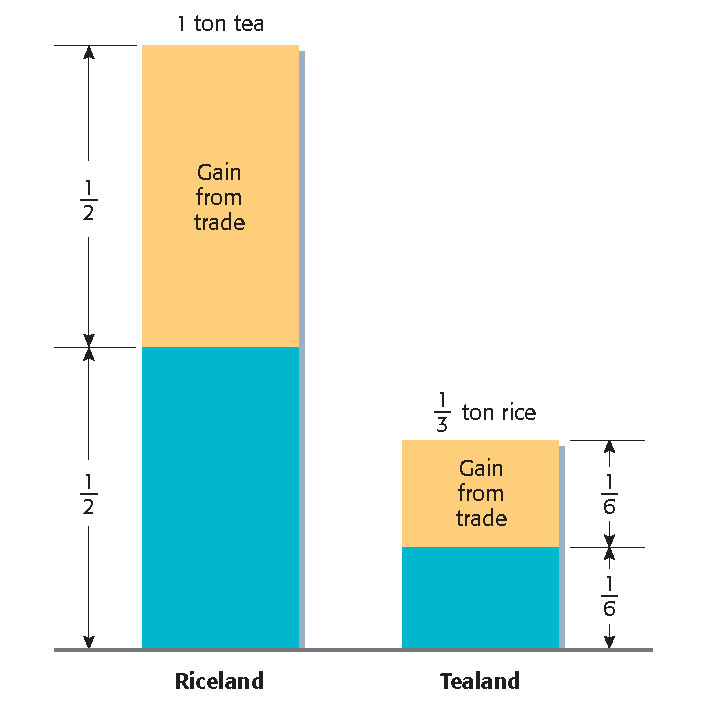 1 ton tea
Gain
from
trade
1/2
1/2
1/3 ton rice
Gain
from
trade
1/6
1/6
Riceland
Tealand